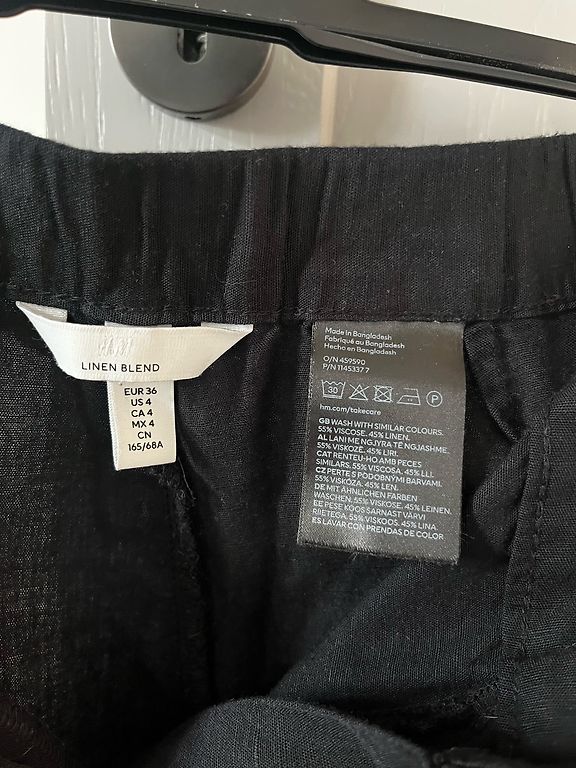 H&M
LINEN BLEND
EUR 36
US 4
CA 4
MX 4
CN
165/68A
Made in Bangladesh
Fabriqué au Bangladesh
Hecho en Bangladesh
O/N 459590
P/N 1145337 7
30
P
hm.com/takecare
GB WASH WITH SIMILAR COLOURS.
55% VISCOSE. 45% LINEN.
AL LANI ME NGJYRA TË NGJASHME.
55% VISKOZË. 45% LIRI.
CAT RENTEU-HO AMB PECES
SIMILARS. 55% VISCOSA. 45% LLI.
CZ PERTE S PODOBNÝMI BARVAMI.
55% VISKÓZA. 45% LEN.
DE MIT ÄHNLICHEN FARBEN
WASCHEN. 55% VISKOSE. 45% LEINEN.
EE PESE KOOS SARNAST VÄRVI
RIIETEGA. 55% VISKOOS. 45% LINA.
ES LAVAR CON PRENDAS DE COLOR